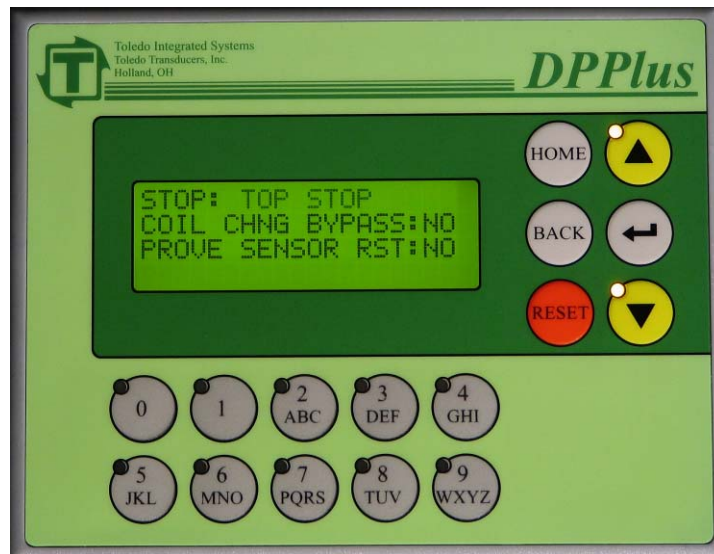 Toledo Integrated Systems
Toledo Transducers, Inc.
Holland, OH
DPPlus
STOP: TOP STOP
COIL CHNG BYPASS:NO
PROVE SENSOR RST:NO
HOME
BACK
RESET
0
1
2
ABC
3
DEF
4
GHI
5
JKL
6
MNO
7
PQRS
8
TUV
9
WXYZ